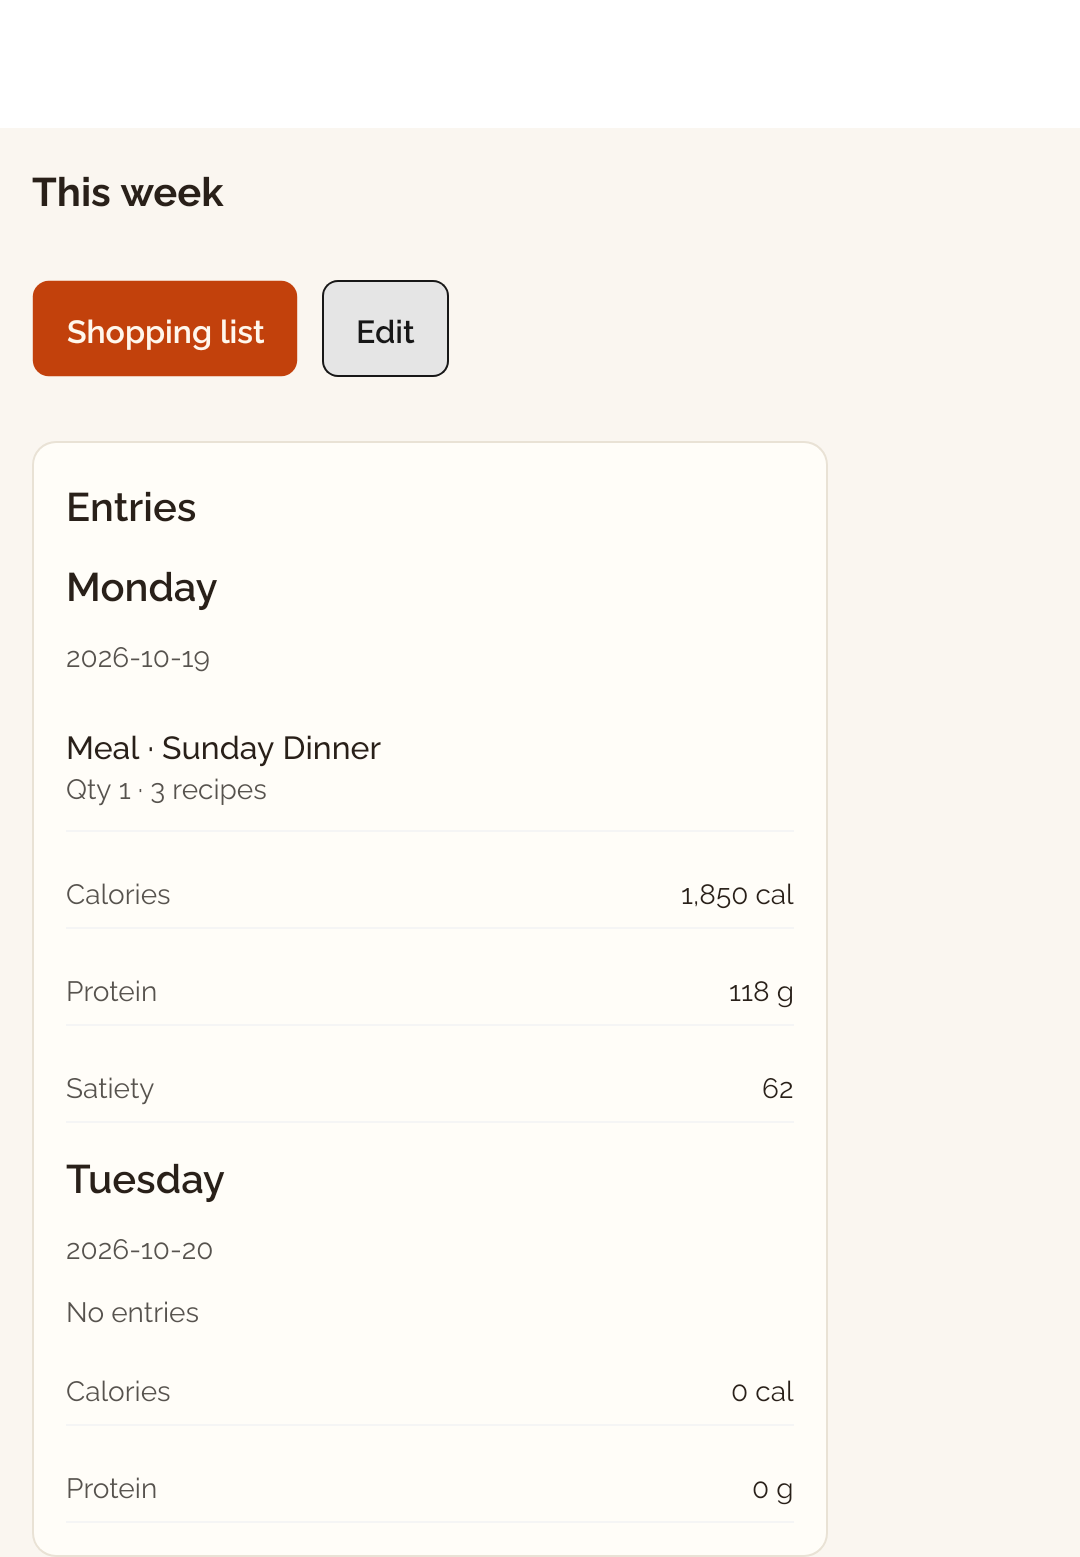 This week
Shopping list Edit
Entries
Monday
2026-10-19
Meal · Sunday Dinner
Qty 1 · 3 recipes
Calories 1,850 cal
Protein 118 g
Satiety 62
Tuesday
2026-10-20
No entries
Calories 0 cal
Protein 0 g